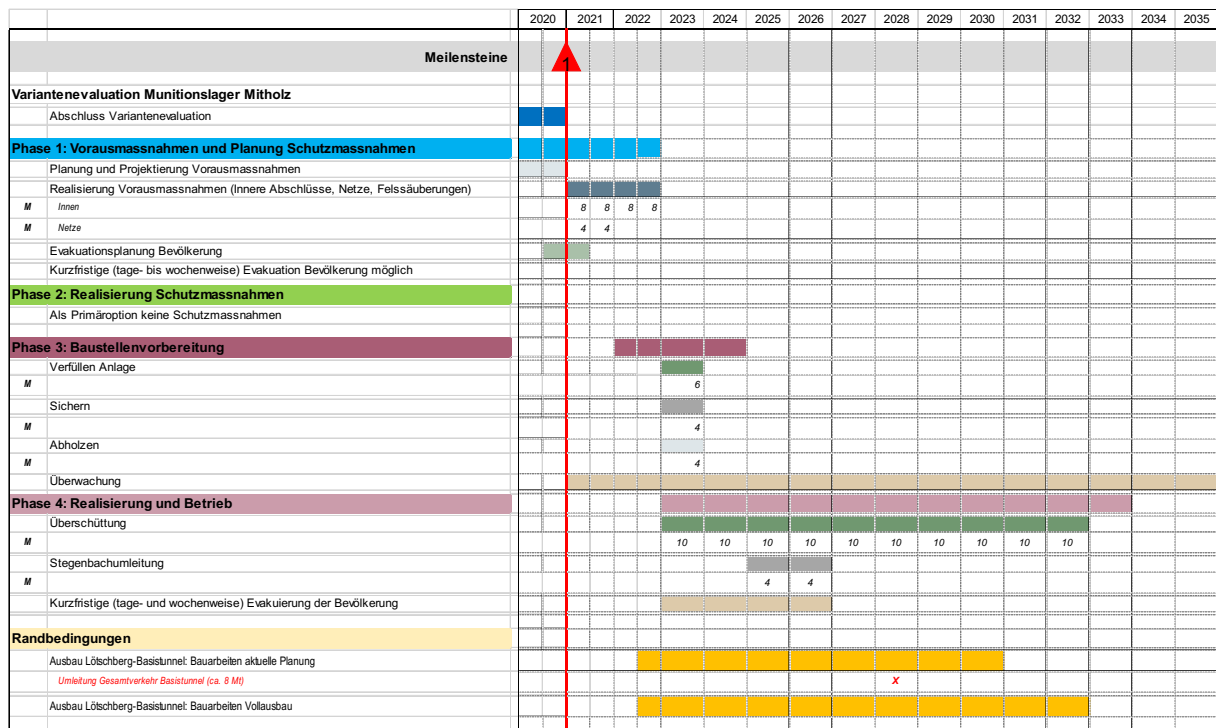 2020 2021 2022 2023 2024 2025 2026 2027 2028 2029 2030 2031 2032 2033 2034 2035
Meilensteine 1
Variantenevaluation Munitionslager Mitholz
Abschluss Variantenevaluation
Phase 1: Vorausmassnahmen und Planung Schutzmassnahmen
Planung und Projektierung Vorausmassnahmen
Realisierung Vorausmassnahmen (Innere Abschlüsse, Netze, Felssäuberungen)
M Innen 8 8 8 8
M Netze 4 4
Evakuationsplanung Bevölkerung
Kurzfristige (tage- bis wochenweise) Evakuation Bevölkerung möglich
Phase 2: Realisierung Schutzmassnahmen
Als Primäroption keine Schutzmassnahmen
Phase 3: Baustellenvorbereitung
Verfüllen Anlage
M 6
Sichern
M 4
Abholzen
M 4
Überwachung
Phase 4: Realisierung und Betrieb
Überschüttung
M 10 10 10 10 10 10 10 10 10 10
Stegenbachumleitung
M 4 4
Kurzfristige (tage- und wochenweise) Evakuierung der Bevölkerung
Randbedingungen
Ausbau Lötschberg-Basistunnel: Bauarbeiten aktuelle Planung
Umleitung Gesamtverkehr Basistunnel (ca. 8 Mt) x
Ausbau Lötschberg-Basistunnel: Bauarbeiten Vollausbau